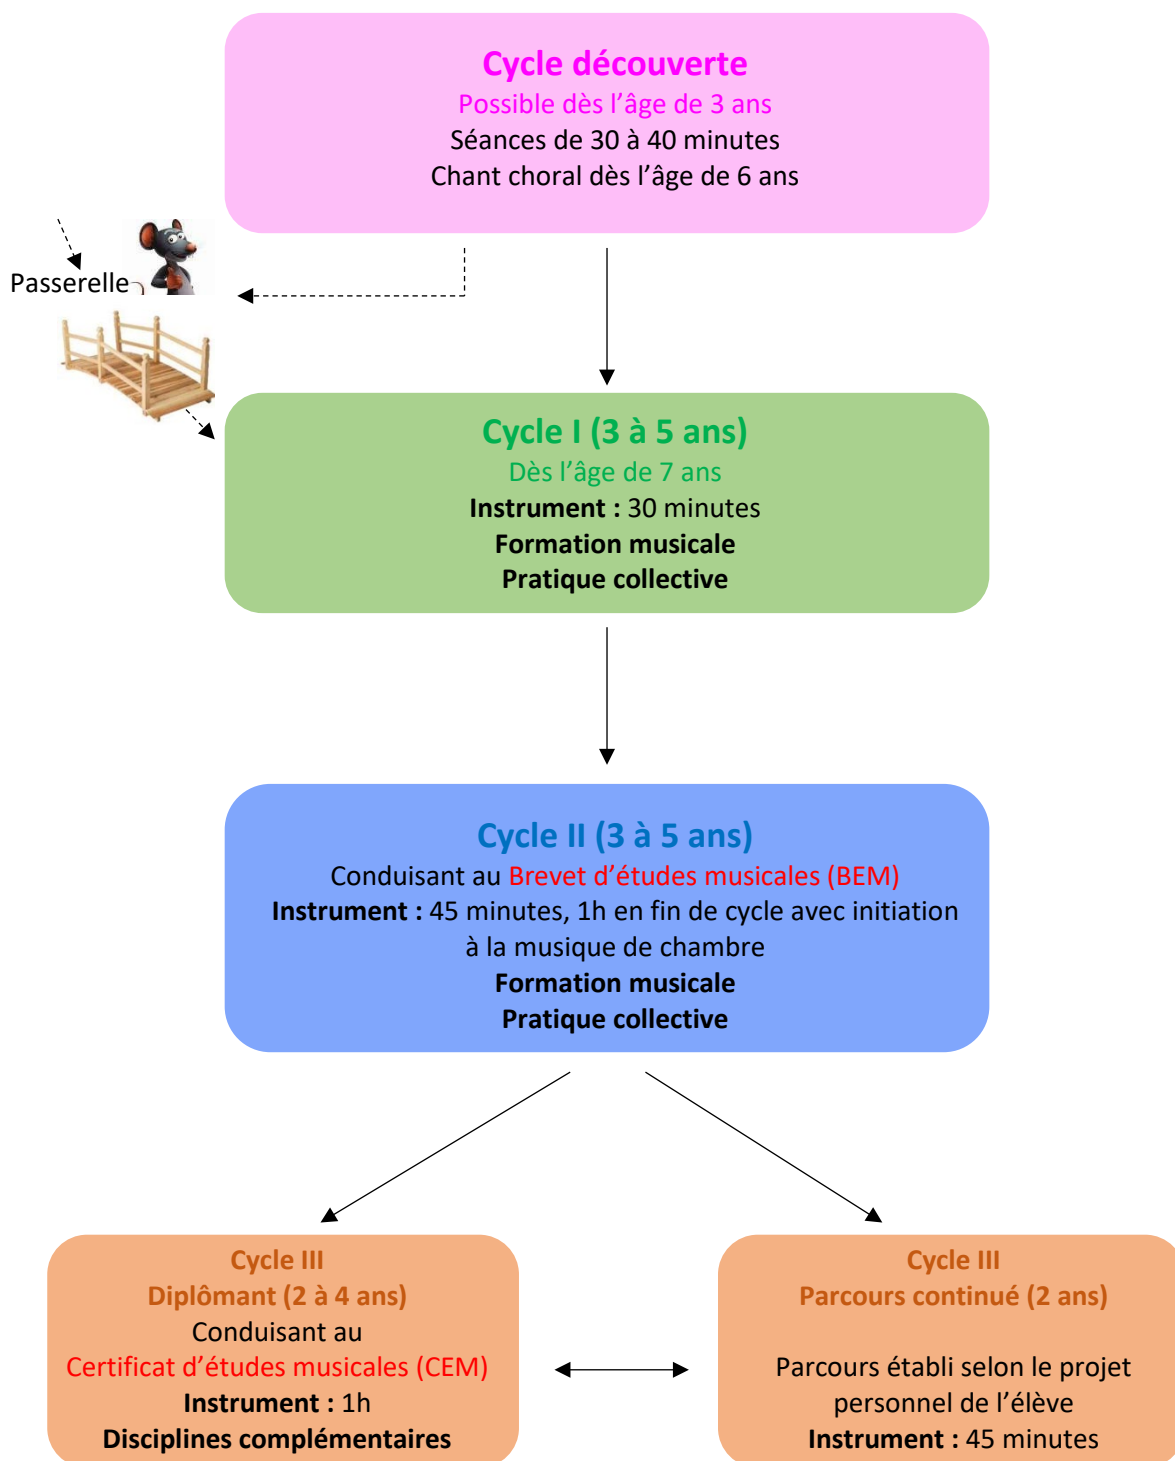 Cycle découverte
Possible dès l’âge de 3 ans
Séances de 30 à 40 minutes
Chant choral dès l’âge de 6 ans
Passerelle
Cycle I (3 à 5 ans)
Dès l’âge de 7 ans
Instrument : 30 minutes
Formation musicale
Pratique collective
Cycle II (3 à 5 ans)
Conduisant au Brevet d’études musicales (BEM)
Instrument : 45 minutes, 1h en fin de cycle avec initiation
à la musique de chambre
Formation musicale
Pratique collective
Cycle III
Diplômant (2 à 4 ans)
Conduisant au
Certificat d’études musicales (CEM)
Instrument : 1h
Disciplines complémentaires
Cycle III
Parcours continué (2 ans)
Parcours établi selon le projet
personnel de l’élève
Instrument : 45 minutes